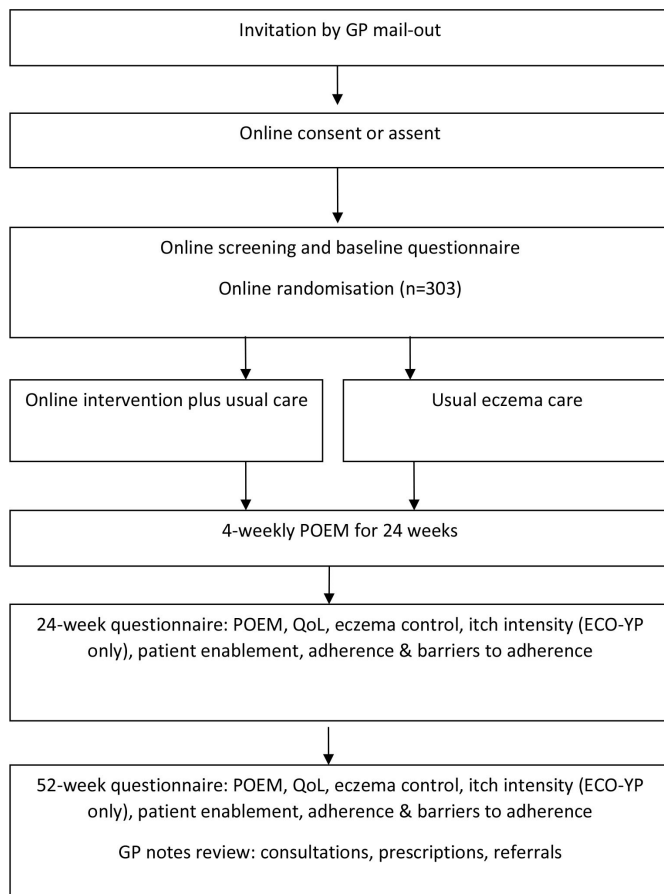 Invitation by GP mail-out
Online consent or assent
Online screening and baseline questionnaire
Online randomisation (n=303)
Online intervention plus usual care
Usual eczema care
4-weekly POEM for 24 weeks
24-week questionnaire: POEM, QoL, eczema control, itch intensity (ECO-YP
only), patient enablement, adherence & barriers to adherence
52-week questionnaire: POEM, QoL, eczema control, itch intensity (ECO-YP
only), patient enablement, adherence & barriers to adherence
GP notes review: consultations, prescriptions, referrals